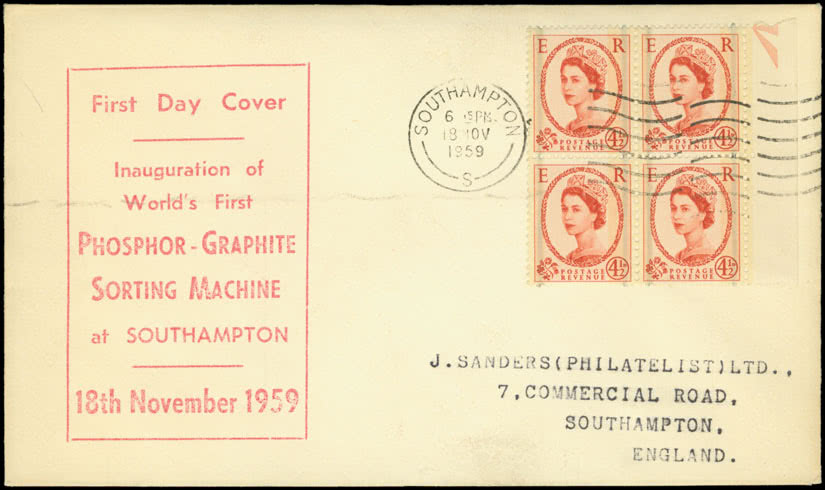 First Day Cover
Inauguration of
World's First
PHOSPHOR - GRAPHITE
SORTING MACHINE
at SOUTHAMPTON
18th November 1959
SOUTHAMPTON
6 PM
18 NOV
1959
S
E R
POSTAGE
REVENUE
4½
E R
POSTAGE
REVENUE
4½
E R
POSTAGE
REVENUE
4½
E R
POSTAGE
REVENUE
4½
J.SANDERS(PHILATELIST)LTD.,
7,COMMERCIAL ROAD,
SOUTHAMPTON,
ENGLAND.